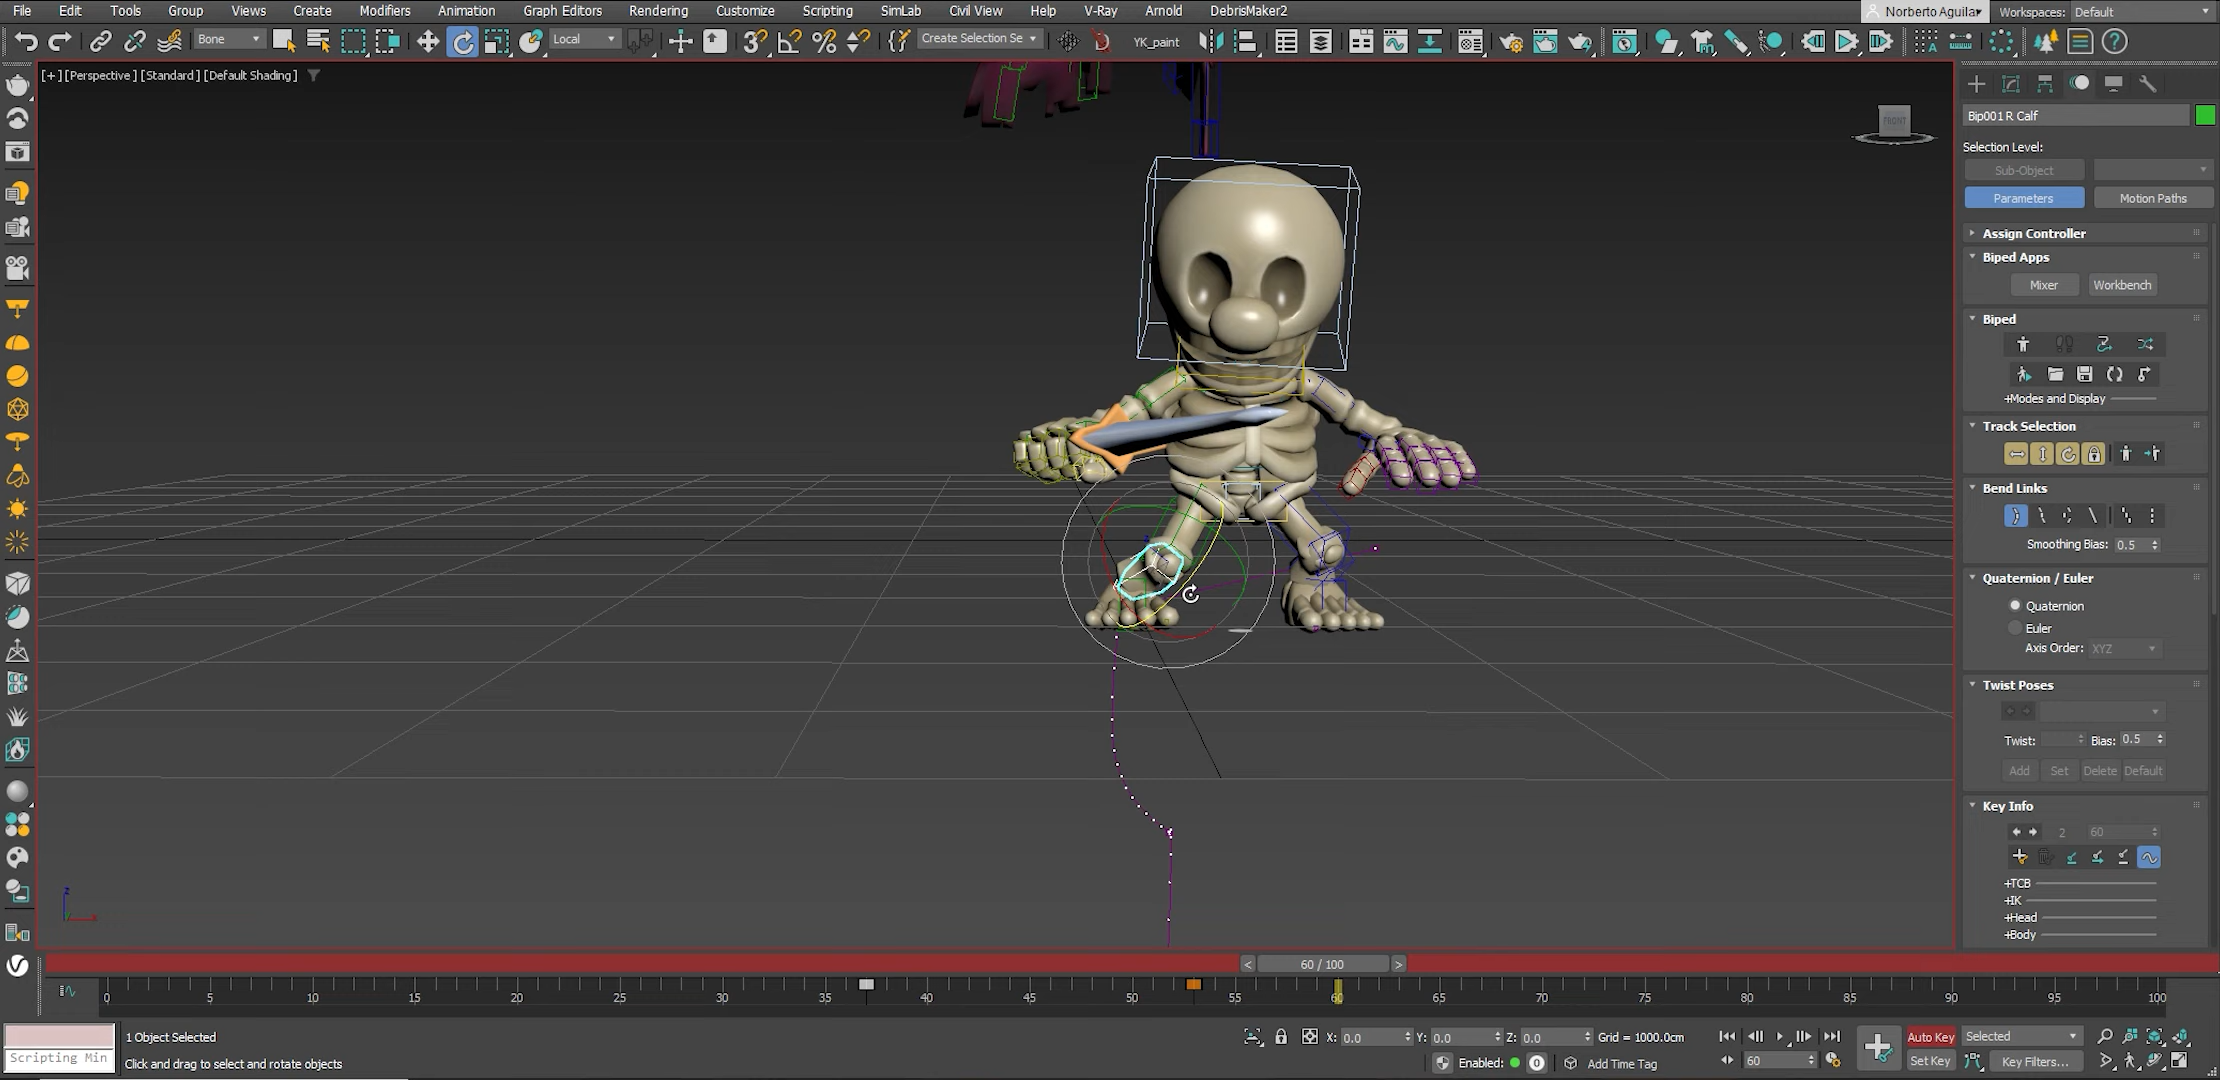 File Edit Tools Group Views Create Modifiers Animation Graph Editors Rendering Customize Scripting SimLab Civil View Help V-Ray Arnold DebrisMaker2 Norberto Aguilar Workspaces: Default
Bone Local Create Selection Se YK_paint
[+] [Perspective ] [Standard ] [Default Shading ]
FRONT
Bip001 R Calf
Selection Level:
Sub-Object
Parameters Motion Paths
Assign Controller
Biped Apps
Mixer Workbench
Biped
+Modes and Display
Track Selection
Bend Links
Smoothing Bias: 0.5
Quaternion / Euler
Quaternion
Euler
Axis Order: XYZ
Twist Poses
Twist: Bias: 0.5
Add Set Delete Default
Key Info
2 60
+TCB
+IK
+Head
+Body
z
< 60 / 100 >
0 5 10 15 20 25 30 35 40 45 50 55 60 65 70 75 80 85 90 95 100
1 Object Selected X: 0.0 Y: 0.0 Z: 0.0 Grid = 1000.0cm Auto Key Selected
Scripting Min Click and drag to select and rotate objects Enabled: 0 Add Time Tag 60 Set Key Key Filters...